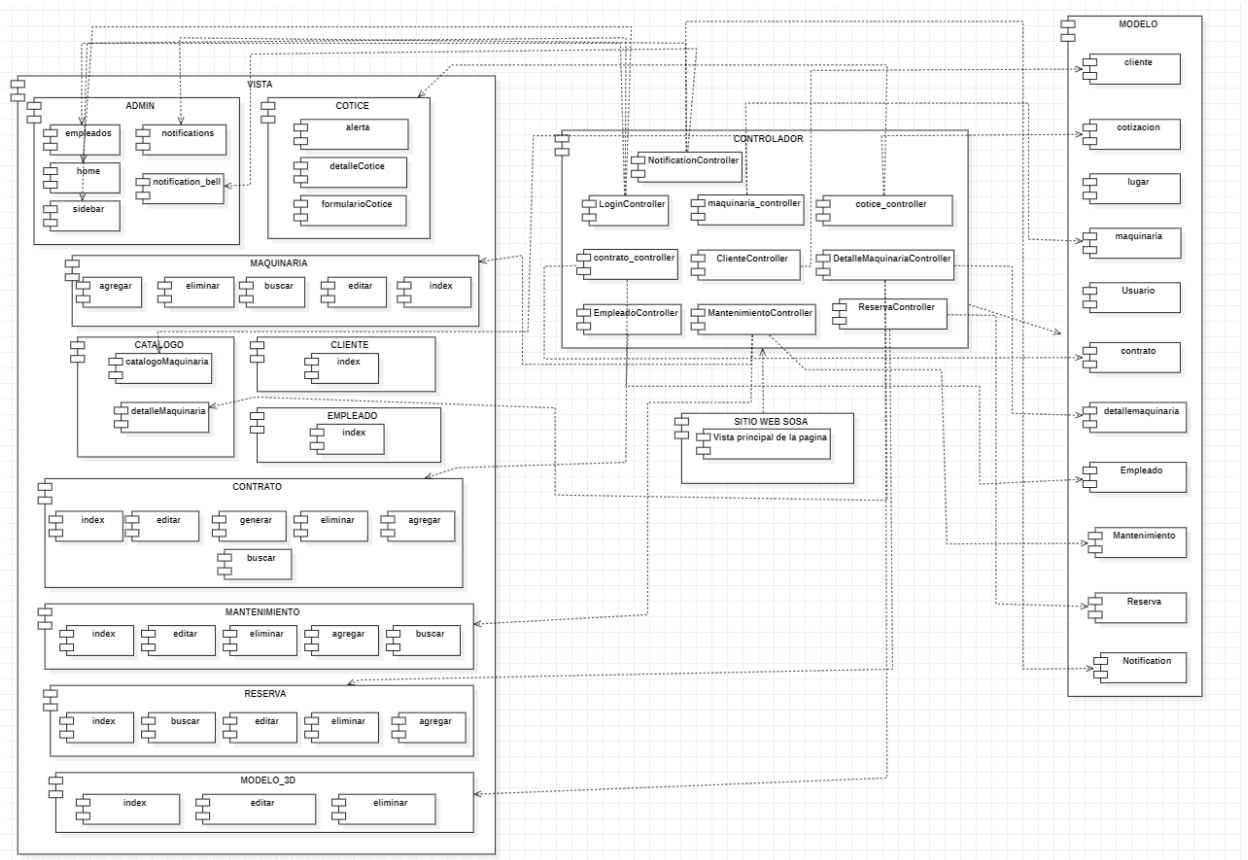 VISTA
ADMIN
empleados
notifications
home
notification_bell
sidebar
COTICE
alerta
detalleCotice
formularioCotice
MAQUINARIA
agregar
eliminar
buscar
editar
index
CATALOGO
catalogoMaquinaria
detalleMaquinaria
CLIENTE
index
EMPLEADO
index
CONTRATO
index
editar
generar
eliminar
agregar
buscar
MANTENIMIENTO
index
editar
eliminar
agregar
buscar
RESERVA
index
buscar
editar
eliminar
agregar
MODELO_3D
index
editar
eliminar
CONTROLADOR
NotificationController
LoginController
maquinaria_controller
cotice_controller
contrato_controller
ClienteController
DetalleMaquinariaController
EmpleadoController
MantenimientoController
ReservaController
SITIO WEB SOSA
Vista principal de la pagina
MODELO
cliente
cotizacion
lugar
maquinaria
Usuario
contrato
detallemaquinaria
Empleado
Mantenimiento
Reserva
Notification